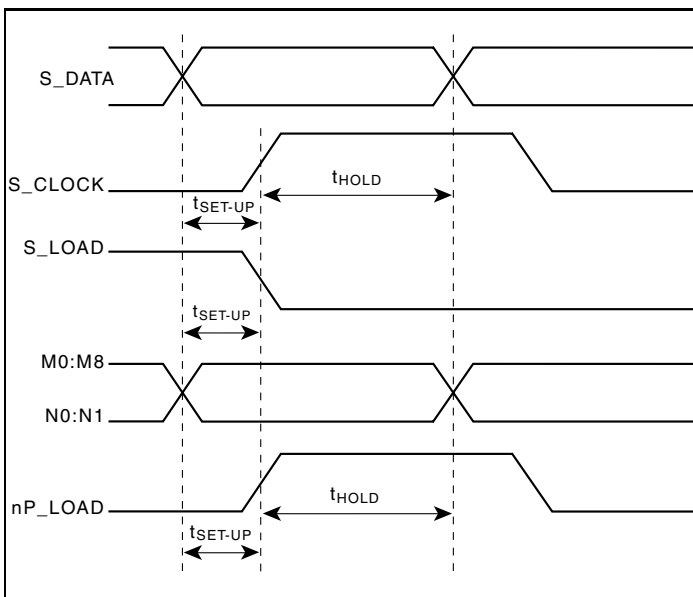 S_DATA
S_CLOCK
tHOLD
tSET-UP
S_LOAD
tSET-UP
M0:M8
N0:N1
nP_LOAD
tHOLD
tSET-UP